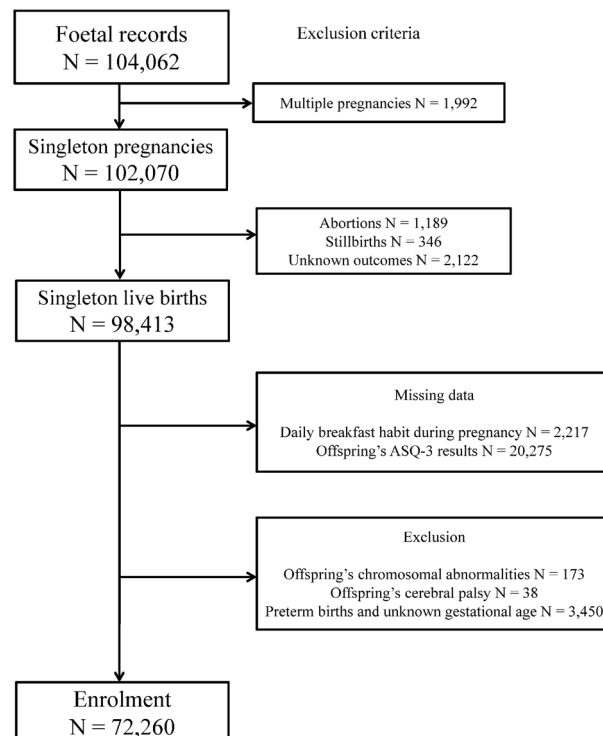 Foetal records
N = 104,062
Exclusion criteria
Multiple pregnancies N = 1,992
Singleton pregnancies
N = 102,070
Abortions N = 1,189
Stillbirths N = 346
Unknown outcomes N = 2,122
Singleton live births
N = 98,413
Missing data
Daily breakfast habit during pregnancy N = 2,217
Offspring's ASQ-3 results N = 20,275
Exclusion
Offspring's chromosomal abnormalities N = 173
Offspring's cerebral palsy N = 38
Preterm births and unknown gestational age N = 3,450
Enrolment
N = 72,260